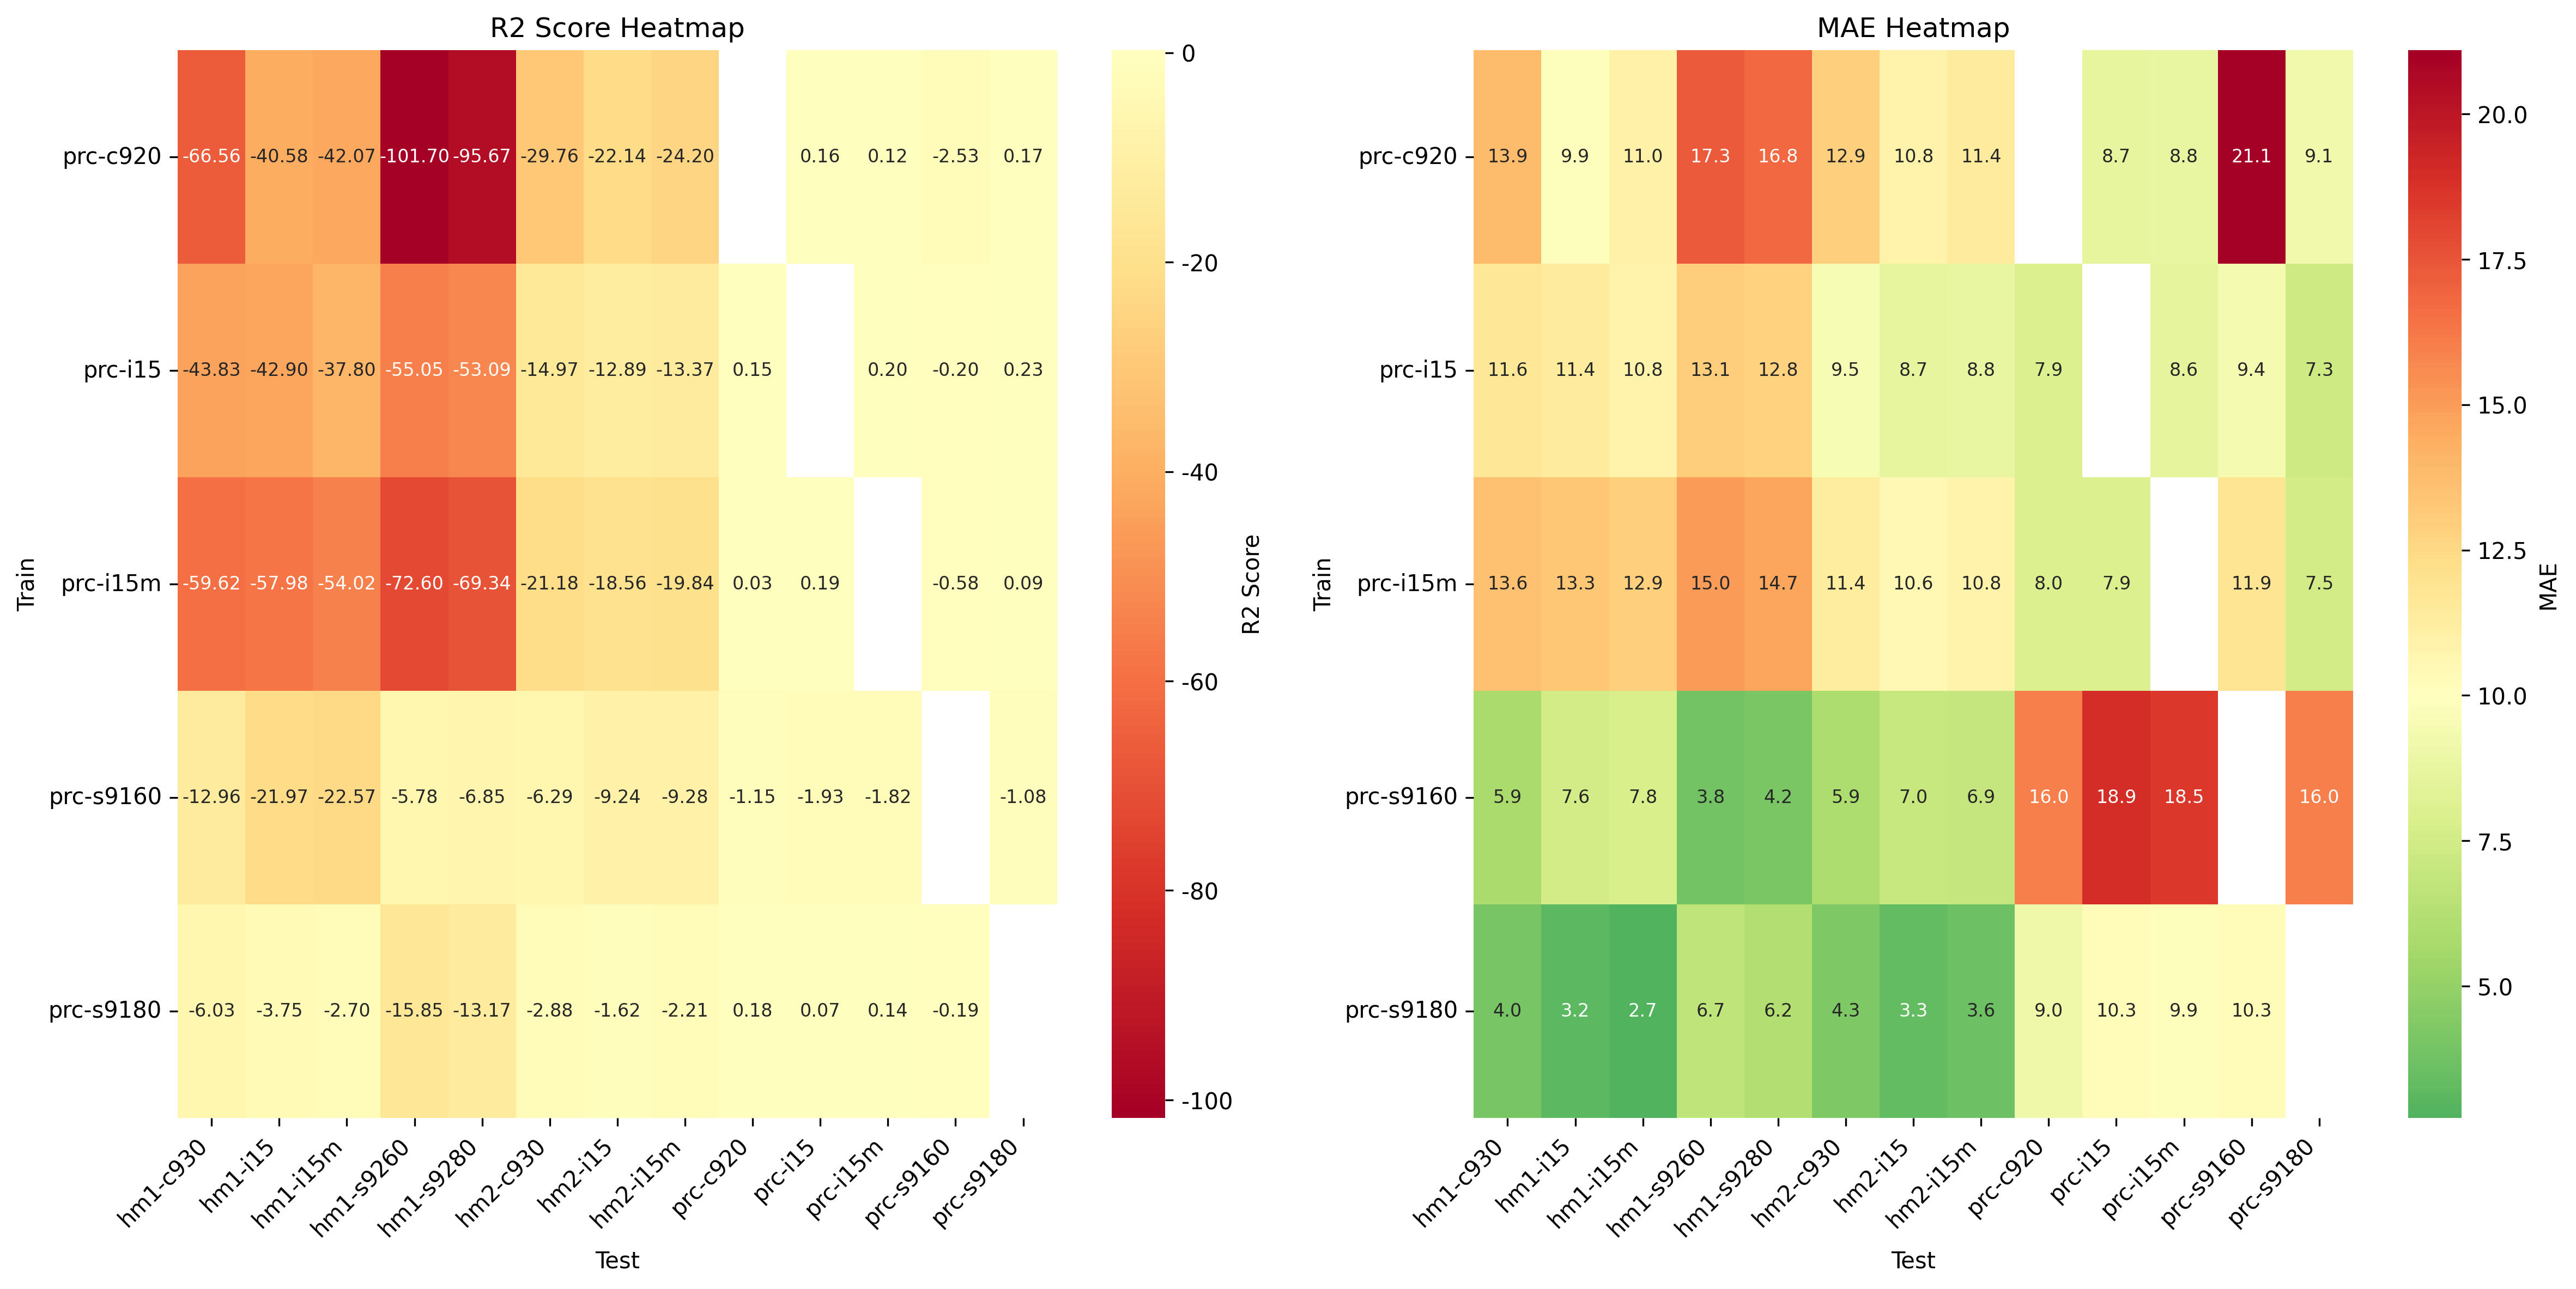 R2 Score Heatmap
prc-c920 -66.56 -40.58 -42.07 -101.70 -95.67 -29.76 -22.14 -24.20 0.16 0.12 -2.53 0.17
prc-i15 -43.83 -42.90 -37.80 -55.05 -53.09 -14.97 -12.89 -13.37 0.15 0.20 -0.20 0.23
prc-i15m -59.62 -57.98 -54.02 -72.60 -69.34 -21.18 -18.56 -19.84 0.03 0.19 -0.58 0.09
prc-s9160 -12.96 -21.97 -22.57 -5.78 -6.85 -6.29 -9.24 -9.28 -1.15 -1.93 -1.82 -1.08
prc-s9180 -6.03 -3.75 -2.70 -15.85 -13.17 -2.88 -1.62 -2.21 0.18 0.07 0.14 -0.19
Train
hm1-c930 hm1-i15 hm1-i15m hm1-s9260 hm1-s9280 hm2-c930 hm2-i15 hm2-i15m prc-c920 prc-i15 prc-i15m prc-s9160 prc-s9180
Test
0
-20
-40
-60
-80
-100
R2 Score
MAE Heatmap
prc-c920 13.9 9.9 11.0 17.3 16.8 12.9 10.8 11.4 8.7 8.8 21.1 9.1
prc-i15 11.6 11.4 10.8 13.1 12.8 9.5 8.7 8.8 7.9 8.6 9.4 7.3
prc-i15m 13.6 13.3 12.9 15.0 14.7 11.4 10.6 10.8 8.0 7.9 11.9 7.5
prc-s9160 5.9 7.6 7.8 3.8 4.2 5.9 7.0 6.9 16.0 18.9 18.5 16.0
prc-s9180 4.0 3.2 2.7 6.7 6.2 4.3 3.3 3.6 9.0 10.3 9.9 10.3
Train
hm1-c930 hm1-i15 hm1-i15m hm1-s9260 hm1-s9280 hm2-c930 hm2-i15 hm2-i15m prc-c920 prc-i15 prc-i15m prc-s9160 prc-s9180
Test
20.0
17.5
15.0
12.5
10.0
7.5
5.0
MAE